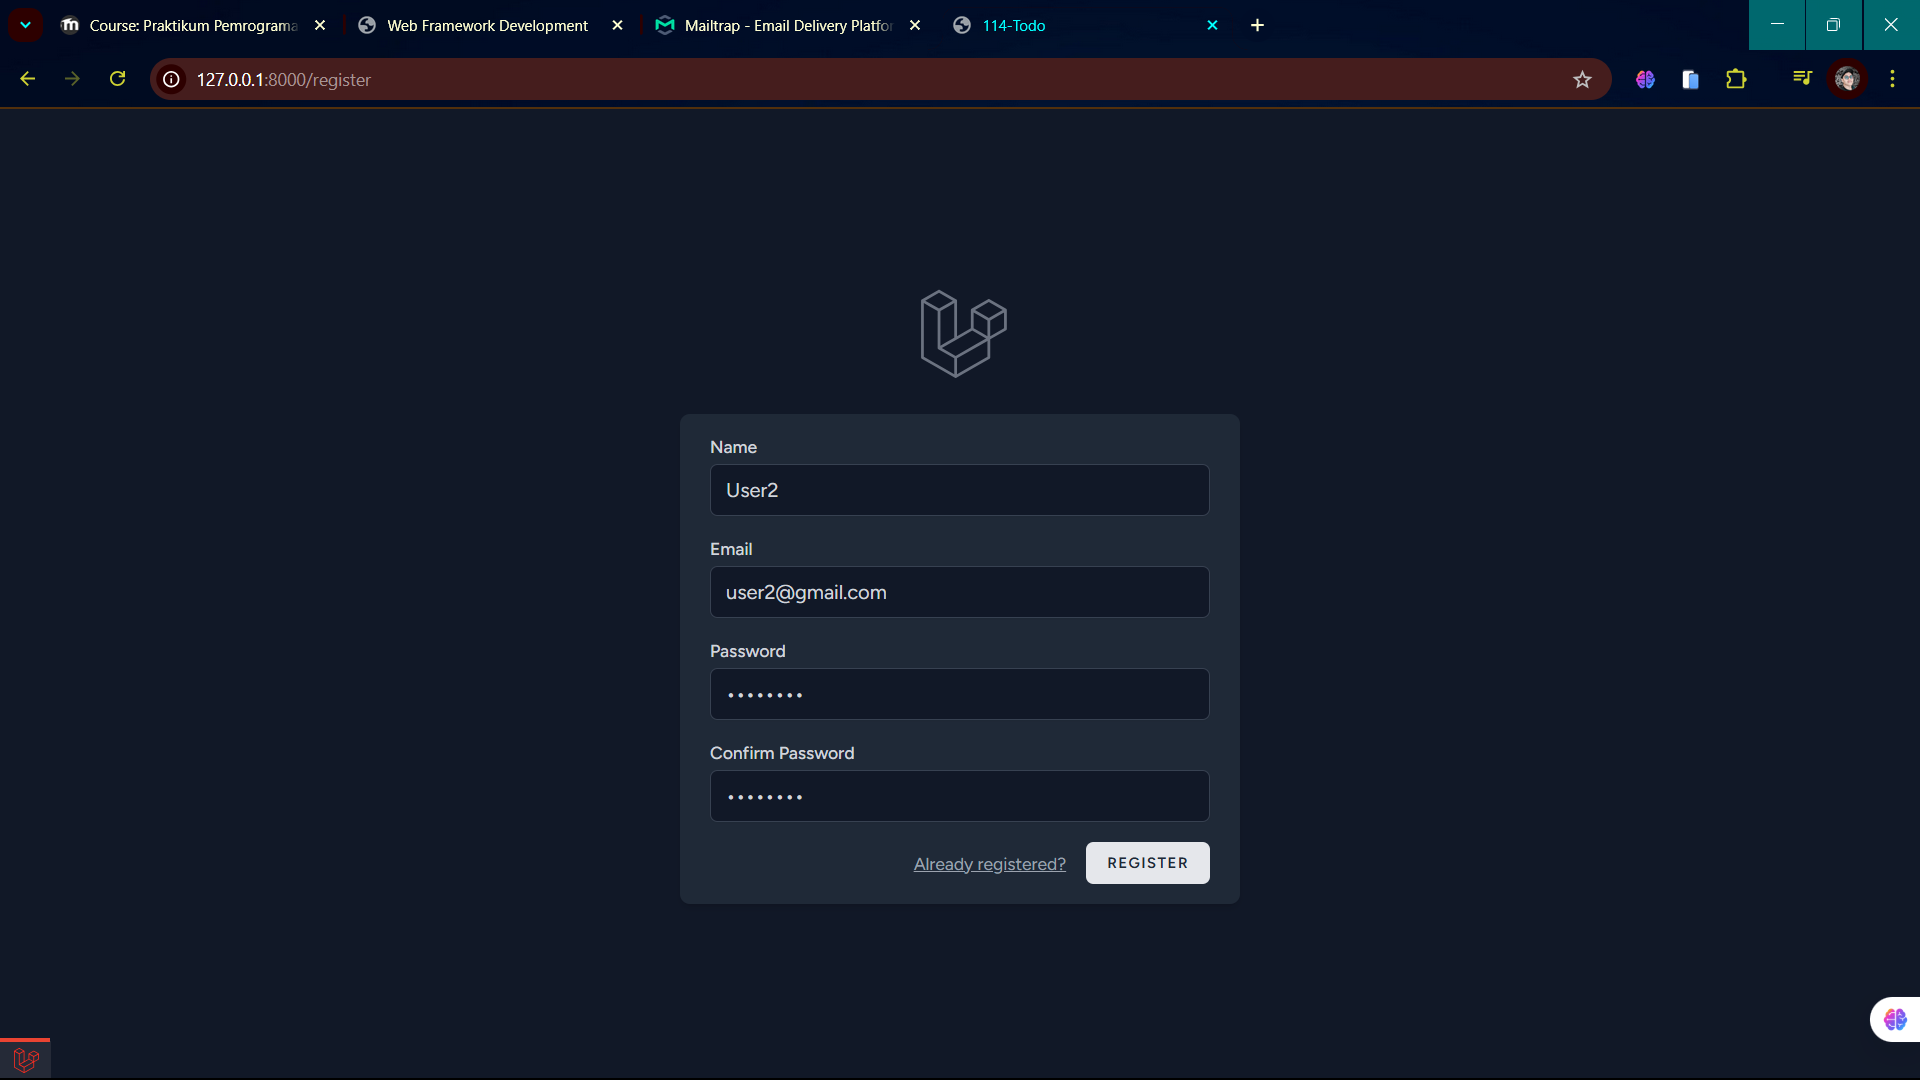 Course: Praktikum Pemrograma
Web Framework Development
Mailtrap - Email Delivery Platfor
114-Todo
127.0.0.1:8000/register
Name
User2
Email
user2@gmail.com
Password
••••••••
Confirm Password
••••••••
Already registered?
REGISTER